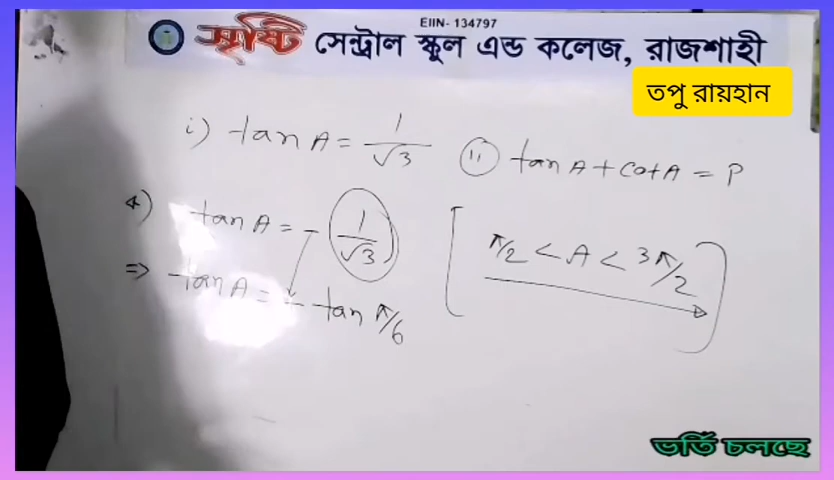 EIIN- 134797
সৃষ্টি সেন্ট্রাল স্কুল এন্ড কলেজ, রাজশাহী
তপু রায়হান
i) tan A = 1/√3 (ii) tan A + cot A = P
ক) tan A = - 1/√3 [π/2 < A < 3π/2]
=> tan A = - tan π/6
ভর্তি চলছে